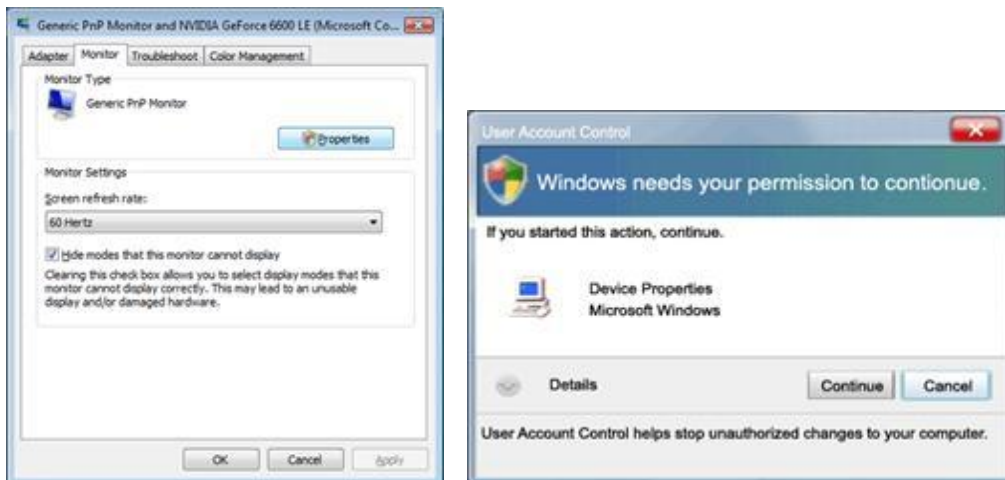 Generic PnP Monitor and NVIDIA GeForce 6600 LE (Microsoft Co...
Adapter Monitor Troubleshoot Color Management
Monitor Type
Generic PnP Monitor
Properties
Monitor Settings
Screen refresh rate:
60 Hertz
Hide modes that this monitor cannot display
Clearing this check box allows you to select display modes that this
monitor cannot display correctly. This may lead to an unusable
display and/or damaged hardware.
OK Cancel Apply
User Account Control
Windows needs your permission to contionue.
If you started this action, continue.
Device Properties
Microsoft Windows
Details Continue Cancel
User Account Control helps stop unauthorized changes to your computer.